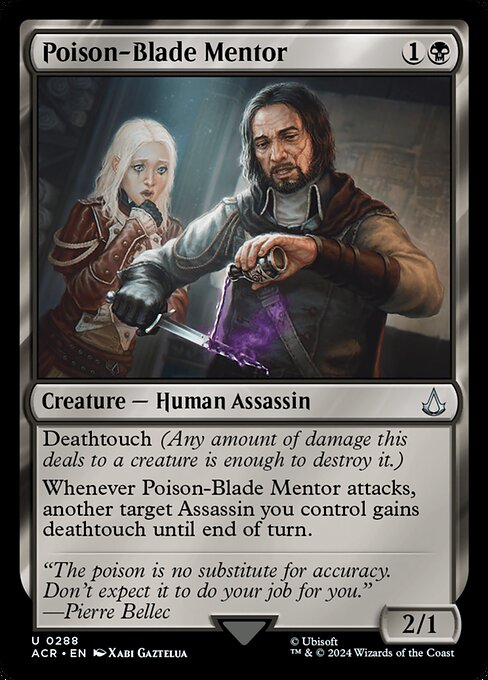 Poison-Blade Mentor 1
Creature — Human Assassin
Deathtouch (Any amount of damage this
deals to a creature is enough to destroy it.)
Whenever Poison-Blade Mentor attacks,
another target Assassin you control gains
deathtouch until end of turn.
“The poison is no substitute for accuracy.
Don’t expect it to do your job for you.”
—Pierre Bellec
2/1
U 0288
ACR • EN Xabi Gaztelua
© Ubisoft
™ & © 2024 Wizards of the Coast